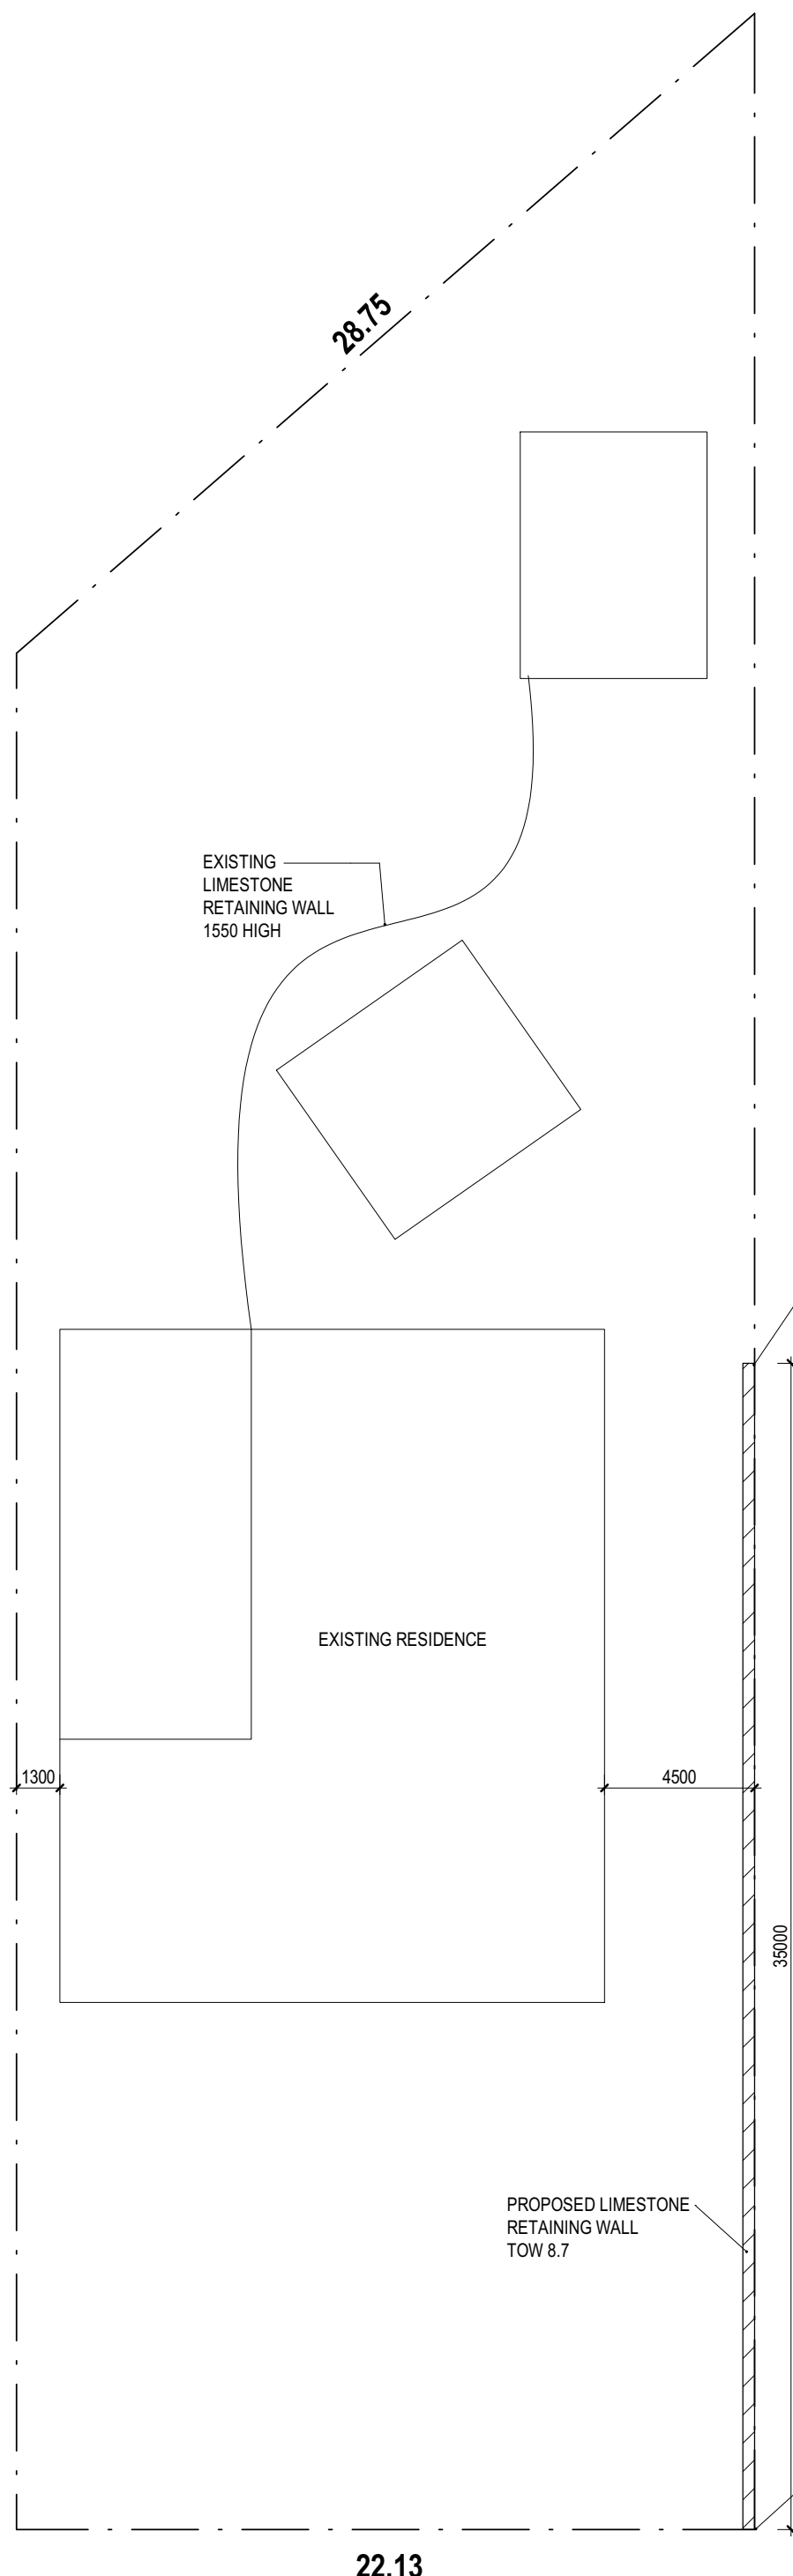 28.75
EXISTING
LIMESTONE
RETAINING WALL
1550 HIGH
EXISTING RESIDENCE
1300
4500
35000
PROPOSED LIMESTONE
RETAINING WALL
TOW 8.7
22.13